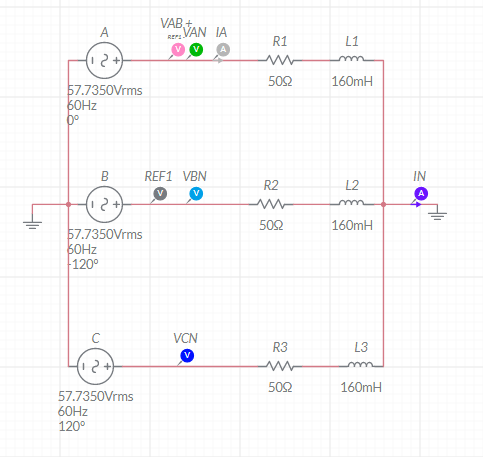 A
VAB +
REF1
VAN
IA
R1
L1
V
V
A
50Ω
160mH
57.7350Vrms
60Hz
0°
B
REF1
VBN
R2
L2
IN
V
V
A
50Ω
160mH
57.7350Vrms
60Hz
-120°
C
VCN
R3
L3
V
50Ω
160mH
57.7350Vrms
60Hz
120°